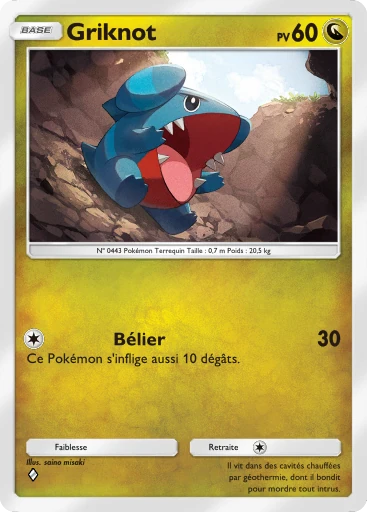 BASE Griknot PV 60
N° 0443 Pokémon Terrequin Taille : 0,7 m Poids : 20,5 kg
Bélier 30
Ce Pokémon s'inflige aussi 10 dégâts.
Faiblesse Retraite
Illus. saino misaki
Il vit dans des cavités chauffées
par géothermie, dont il bondit
pour mordre tout intrus.